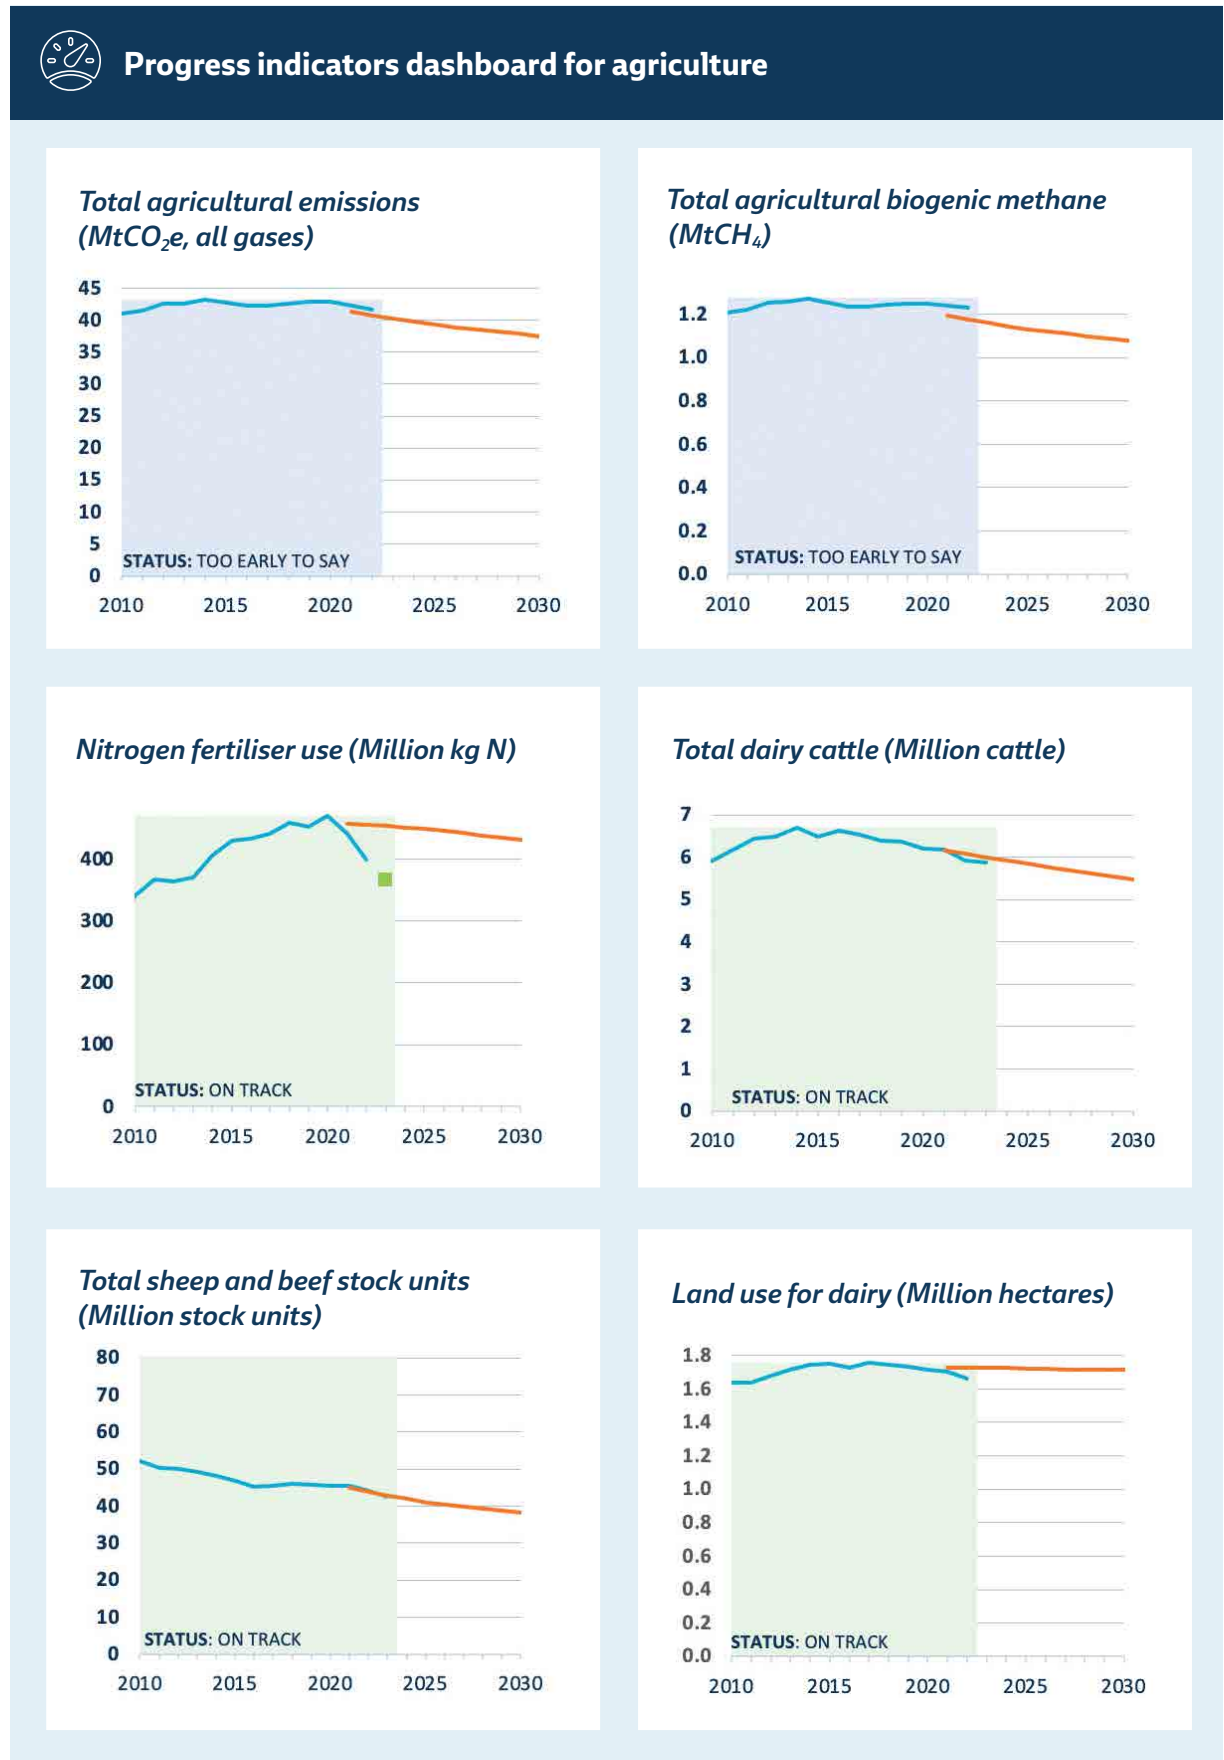 Progress indicators dashboard for agriculture
Total agricultural emissions
(MtCO₂e, all gases)
45
40
35
30
25
20
15
10
5
0
STATUS: TOO EARLY TO SAY
2010 2015 2020 2025 2030
Total agricultural biogenic methane
(MtCH₄)
1.2
1.0
0.8
0.6
0.4
0.2
0.0
STATUS: TOO EARLY TO SAY
2010 2015 2020 2025 2030
Nitrogen fertiliser use (Million kg N)
400
300
200
100
0
STATUS: ON TRACK
2010 2015 2020 2025 2030
Total dairy cattle (Million cattle)
7
6
5
4
3
2
1
0
STATUS: ON TRACK
2010 2015 2020 2025 2030
Total sheep and beef stock units
(Million stock units)
80
70
60
50
40
30
20
10
0
STATUS: ON TRACK
2010 2015 2020 2025 2030
Land use for dairy (Million hectares)
1.8
1.6
1.4
1.2
1.0
0.8
0.6
0.4
0.2
0.0
STATUS: ON TRACK
2010 2015 2020 2025 2030